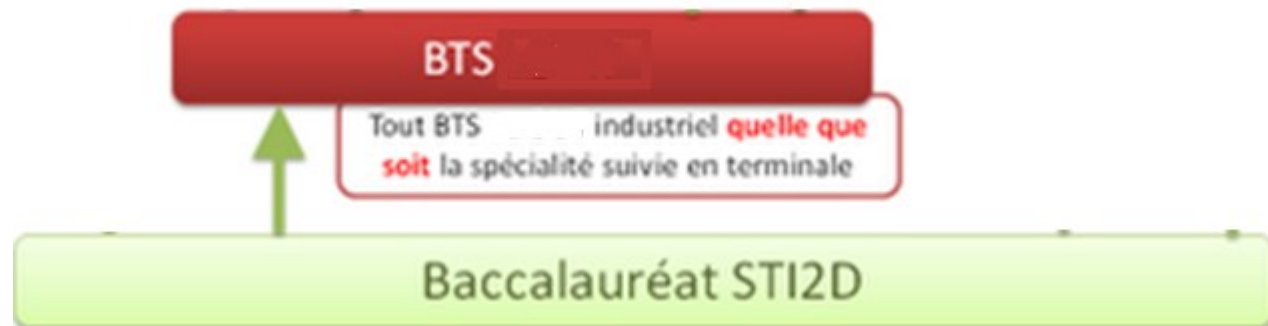 BTS
Tout BTS industriel quelle que
soit la spécialité suivie en terminale
Baccalauréat STI2D